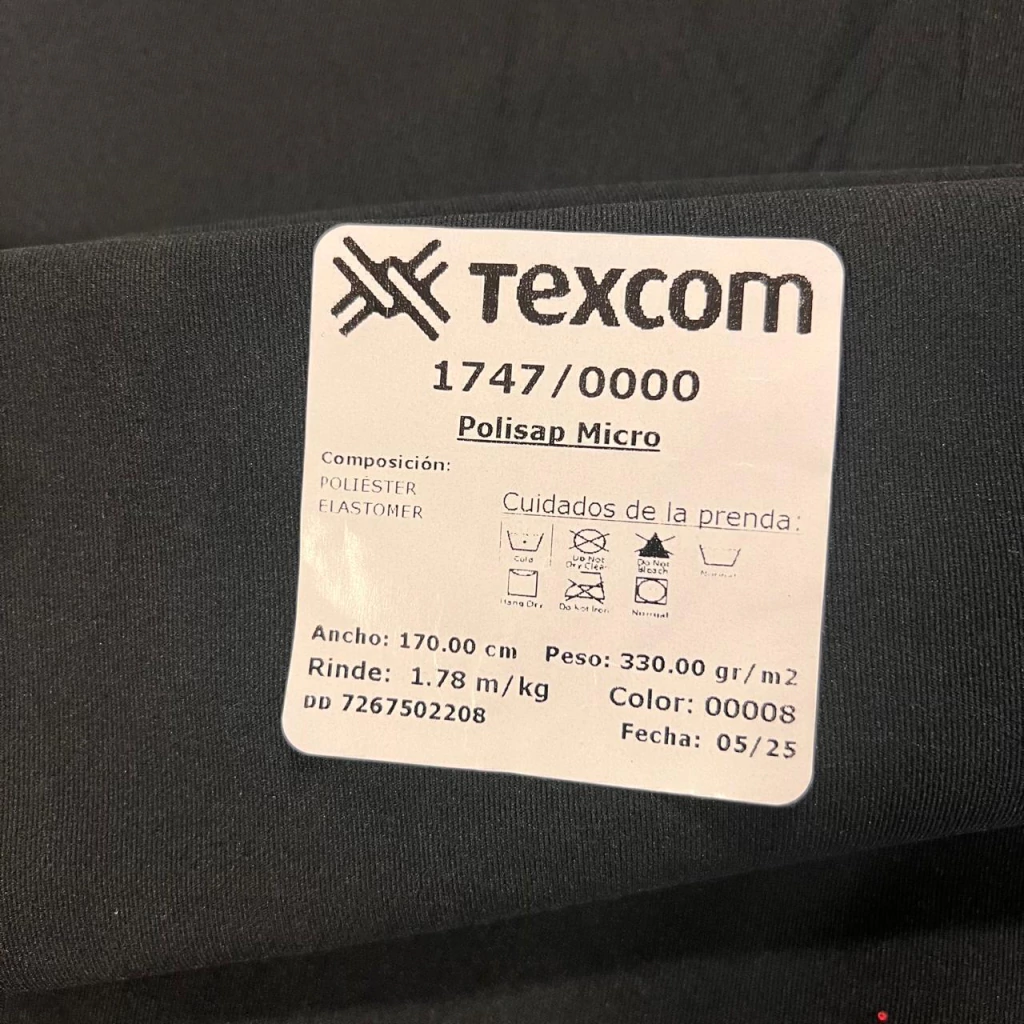 Texcom
1747/0000
Polisap Micro
Composición:
POLIÉSTER
ELASTOMER
Cuidados de la prenda:
Cold Do Not Dry Clean Do Not Bleach Normal
Hang Dry Do Not Iron Normal
Ancho: 170.00 cm Peso: 330.00 gr/m2
Rinde: 1.78 m/kg Color: 00008
DD 7267502208 Fecha: 05/25